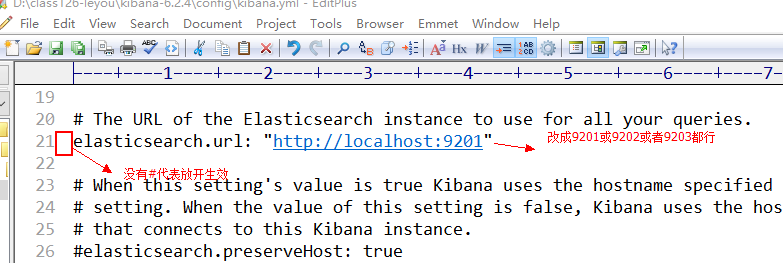 D:\class126-leyou\kibana-6.2.4\config\kibana.yml - EditPlus
Edit View Search Document Project Tools Browser Emmet Window Help
----+----1----+----2----+----3----+----4----+----5----+----6----+----7-
19
20 # The URL of the Elasticsearch instance to use for all your queries.
21 elasticsearch.url: "http://localhost:9201"
改成9201或9202或者9203都行
没有#代表放开生效
22
23 # When this setting's value is true Kibana uses the hostname specified
24 # setting. When the value of this setting is false, Kibana uses the hos
25 # that connects to this Kibana instance.
26 #elasticsearch.preserveHost: true